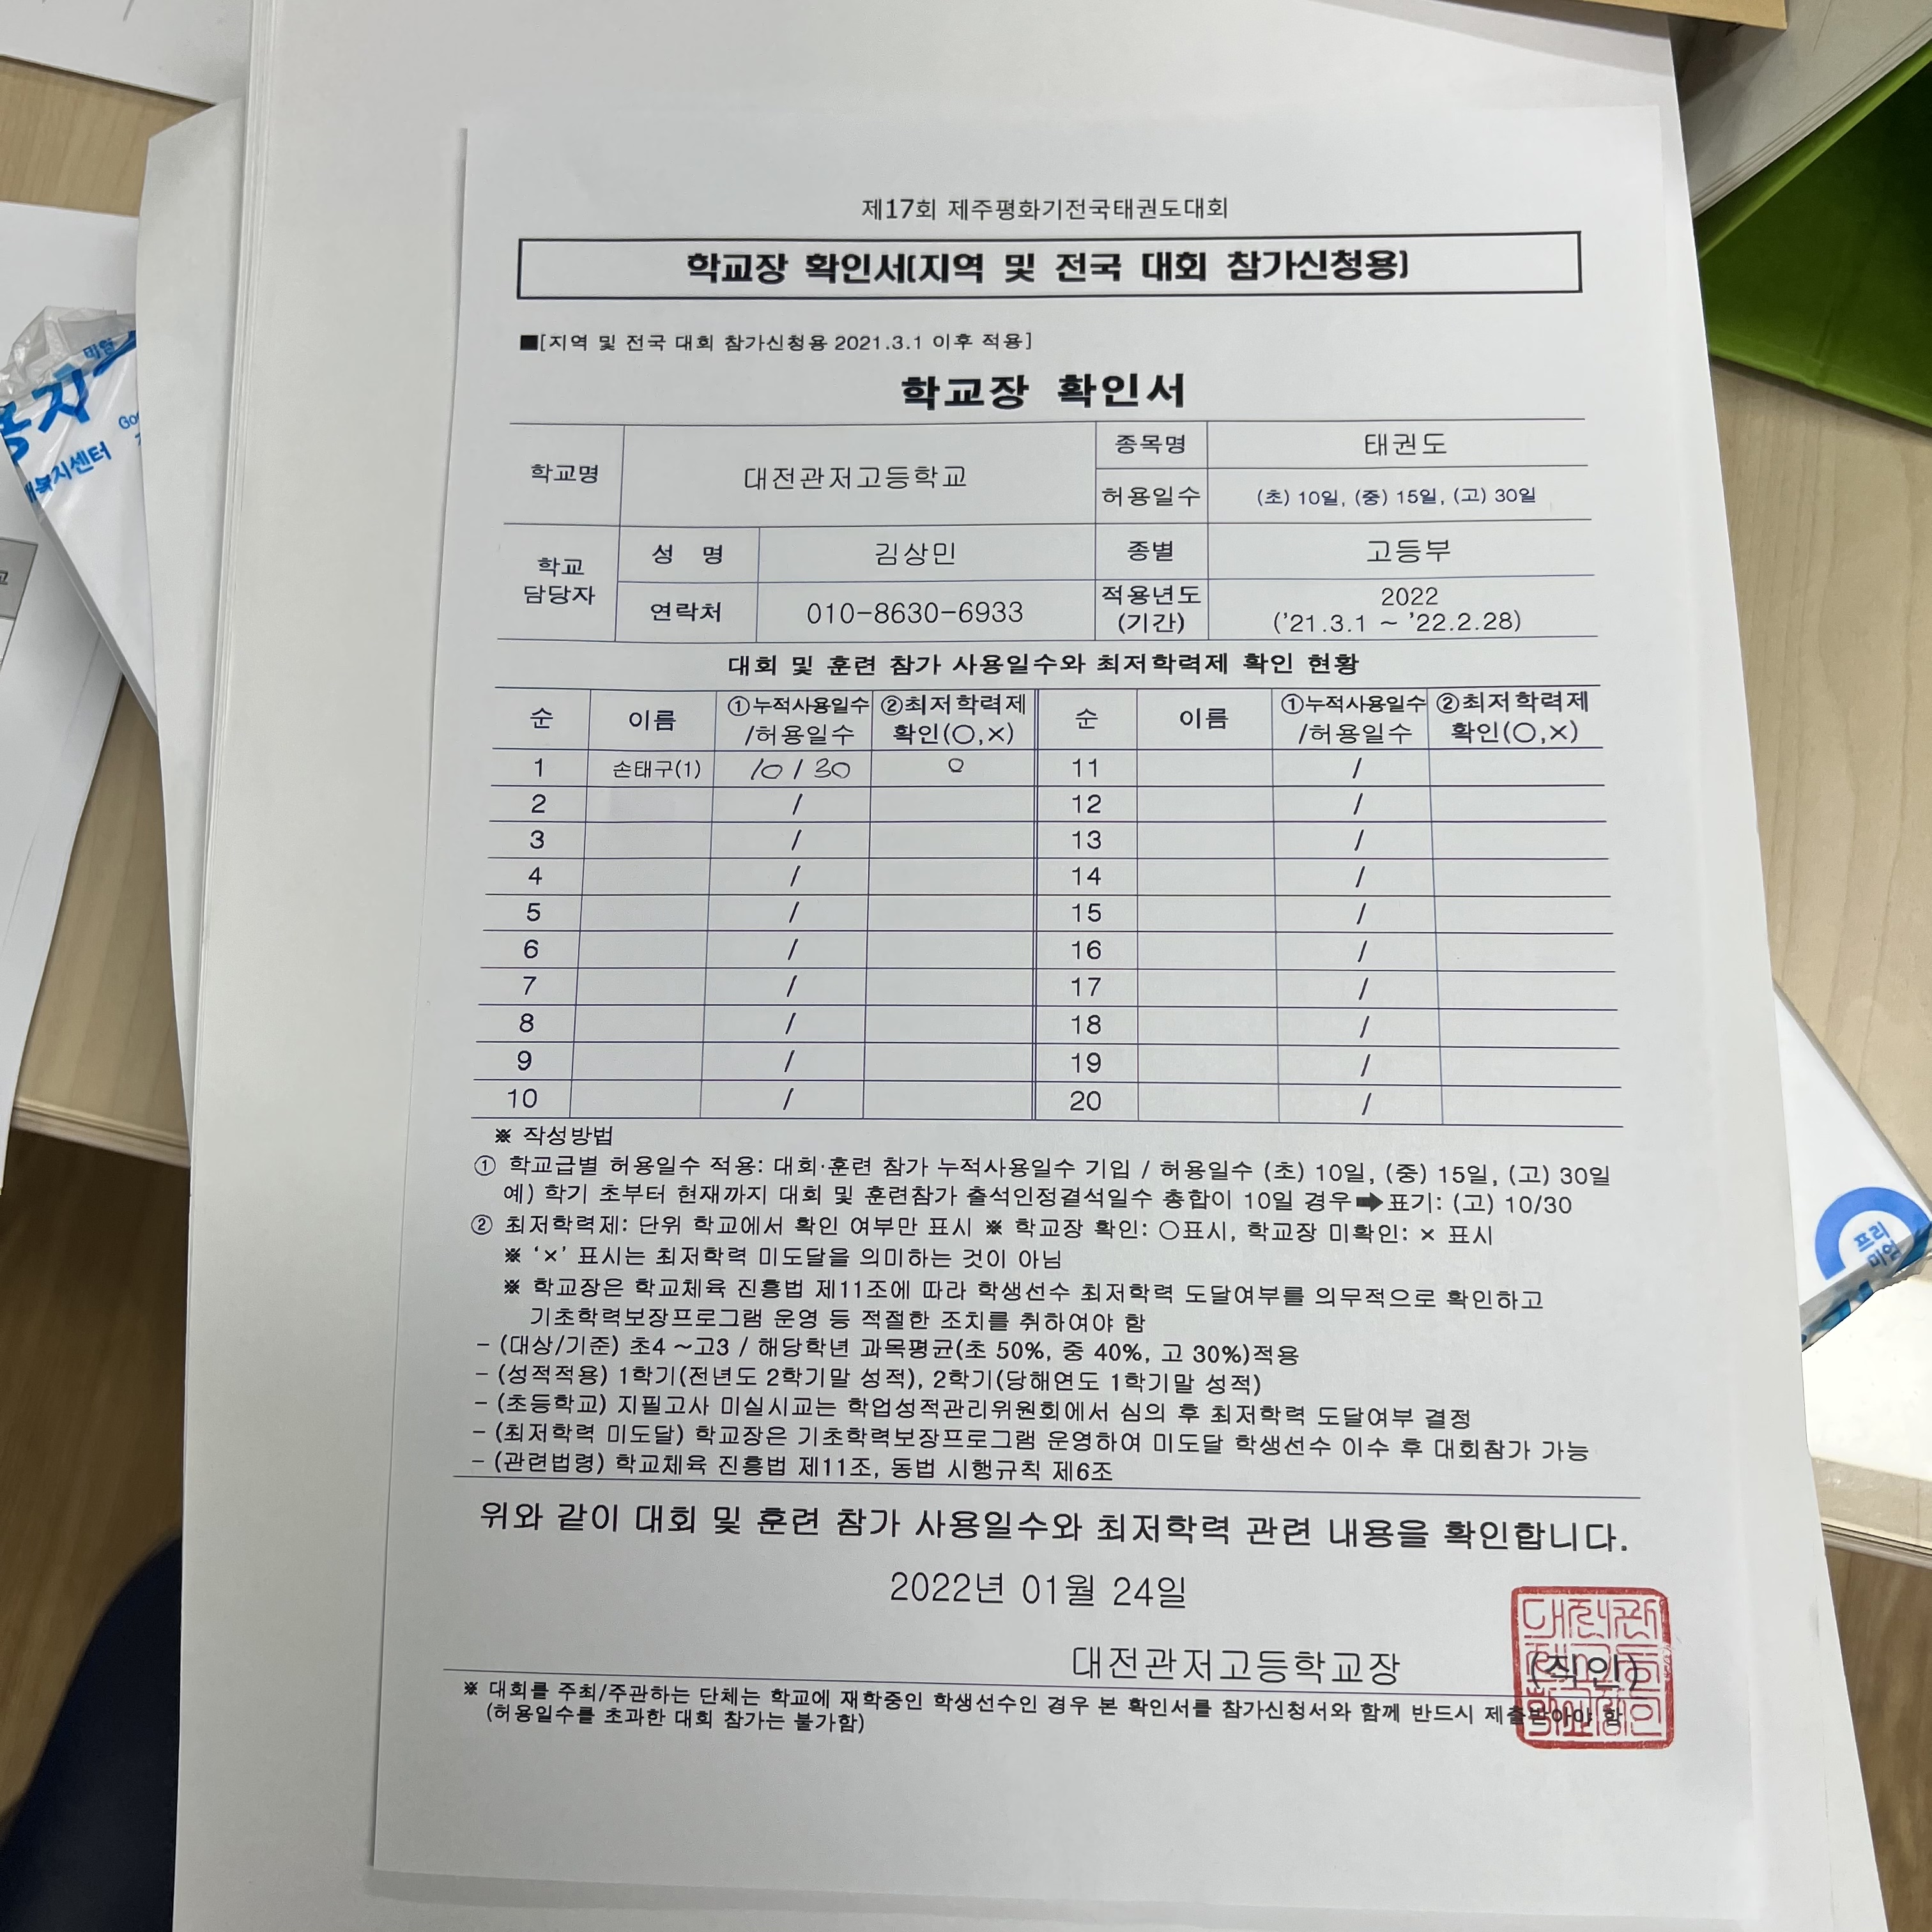 제17회 제주평화기전국태권도대회
학교장 확인서(지역 및 전국 대회 참가신청용)
■[지역 및 전국 대회 참가신청용 2021.3.1 이후 적용]
학교장 확인서
학교명 대전관저고등학교 종목명 태권도
허용일수 (초) 10일, (중) 15일, (고) 30일
학교 담당자 성 명 김상민 종별 고등부
연락처 010-8630-6933 적용년도 (기간) 2022 ('21.3.1 ~ '22.2.28)
대회 및 훈련 참가 사용일수와 최저학력제 확인 현황
순 이름 ①누적사용일수 /허용일수 ②최저학력제 확인(○,×) 순 이름 ①누적사용일수 /허용일수 ②최저학력제 확인(○,×)
1 손태구(1) 10 / 30 ○ 11 /
2 / 12 /
3 / 13 /
4 / 14 /
5 / 15 /
6 / 16 /
7 / 17 /
8 / 18 /
9 / 19 /
10 / 20 /
※ 작성방법
① 학교급별 허용일수 적용: 대회·훈련 참가 누적사용일수 기입 / 허용일수 (초) 10일, (중) 15일, (고) 30일
예) 학기 초부터 현재까지 대회 및 훈련참가 출석인정결석일수 총합이 10일 경우➡표기: (고) 10/30
② 최저학력제: 단위 학교에서 확인 여부만 표시 ※ 학교장 확인: ○표시, 학교장 미확인: × 표시
※ '×' 표시는 최저학력 미도달을 의미하는 것이 아님
※ 학교장은 학교체육 진흥법 제11조에 따라 학생선수 최저학력 도달여부를 의무적으로 확인하고
기초학력보장프로그램 운영 등 적절한 조치를 취하여야 함
- (대상/기준) 초4 ~고3 / 해당학년 과목평균(초 50%, 중 40%, 고 30%)적용
- (성적적용) 1학기(전년도 2학기말 성적), 2학기(당해연도 1학기말 성적)
- (초등학교) 지필고사 미실시교는 학업성적관리위원회에서 심의 후 최저학력 도달여부 결정
- (최저학력 미도달) 학교장은 기초학력보장프로그램 운영하여 미도달 학생선수 이수 후 대회참가 가능
- (관련법령) 학교체육 진흥법 제11조, 동법 시행규칙 제6조
위와 같이 대회 및 훈련 참가 사용일수와 최저학력 관련 내용을 확인합니다.
2022년 01월 24일
대전관저고등학교장 (직인)
※ 대회를 주최/주관하는 단체는 학교에 재학중인 학생선수인 경우 본 확인서를 참가신청서와 함께 반드시 제출받아야 함
(허용일수를 초과한 대회 참가는 불가함)
복지센터
프리
미엄